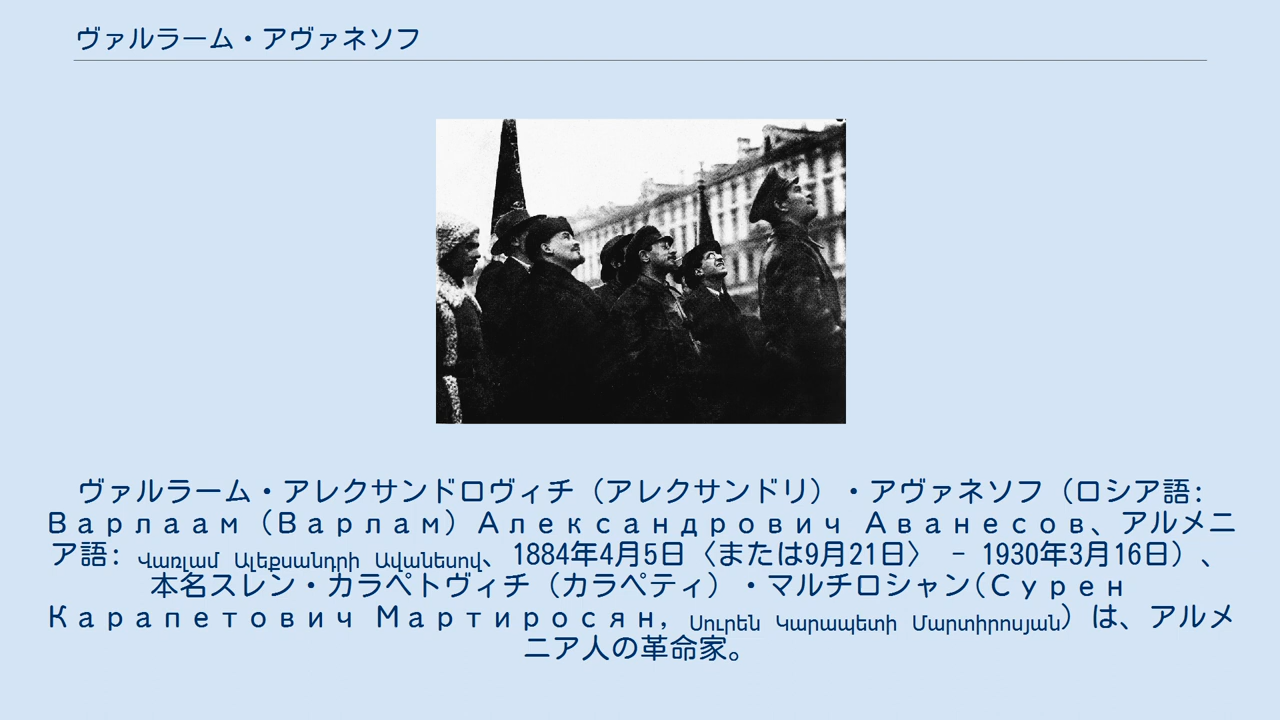 ヴァルラーム・アヴァネソフ
ヴァルラーム・アレクサンドロヴィチ（アレクサンドリ）・アヴァネソフ（ロシア語:
Варлаам（Варлам）Александрович Аванесов、アルメニ
ア語: Վառլամ Ալեքսանդրի Ավանեսով、1884年4月5日〈または9月21日〉 - 1930年3月16日）、
本名スレン・カラペトヴィチ（カラペティ）・マルチロシャン(Сурен
Карапетович Мартиросян, Սուրեն Կարապետի Մարտիրոսյան）は、アルメ
ニア人の革命家。